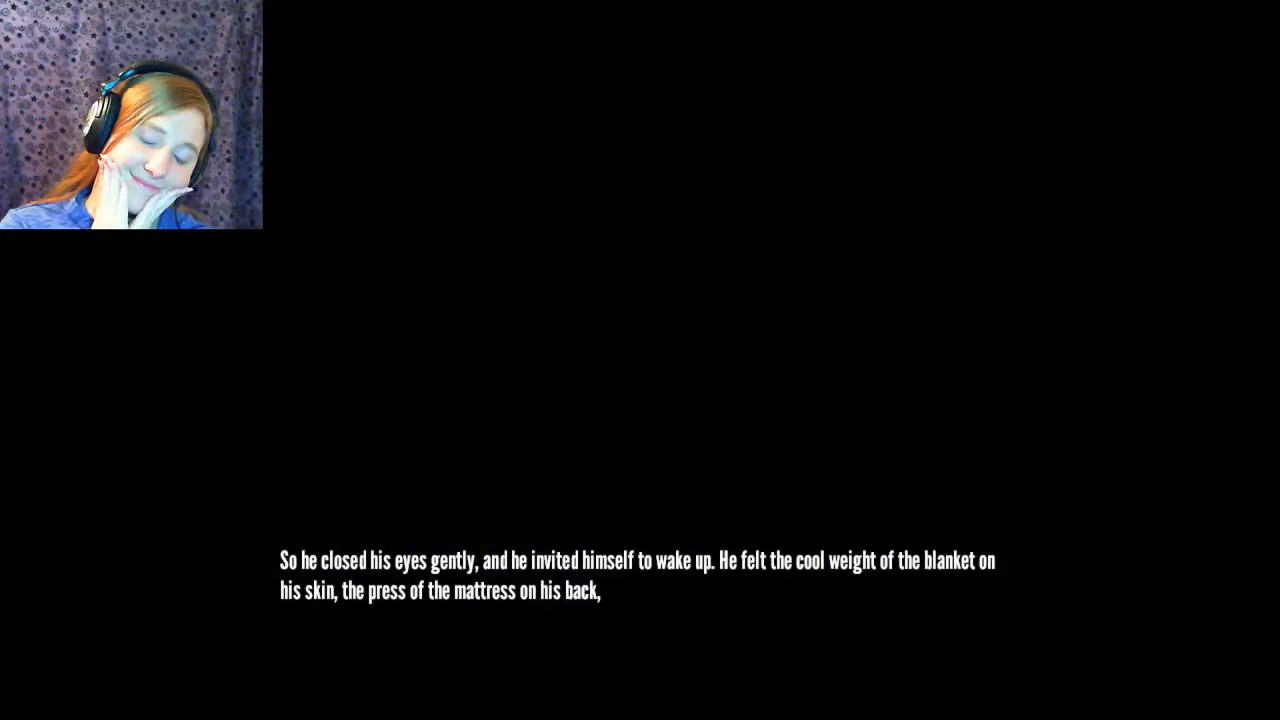 So he closed his eyes gently, and he invited himself to wake up. He felt the cool weight of the blanket on
his skin, the press of the mattress on his back,